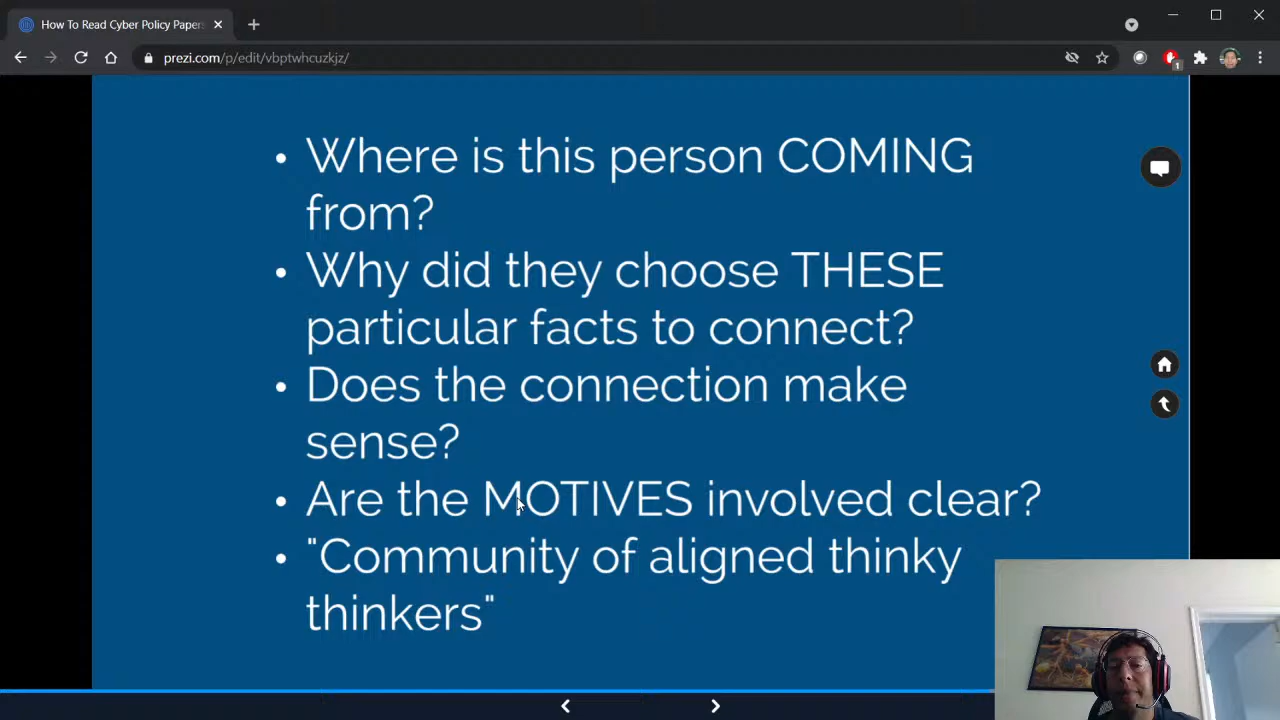 How To Read Cyber Policy Paper
prezi.com/p/edit/vbptwhcuzkjz/
1
• Where is this person COMING
from?
• Why did they choose THESE
particular facts to connect?
• Does the connection make
sense?
• Are the MOTIVES involved clear?
• "Community of aligned thinky
thinkers"